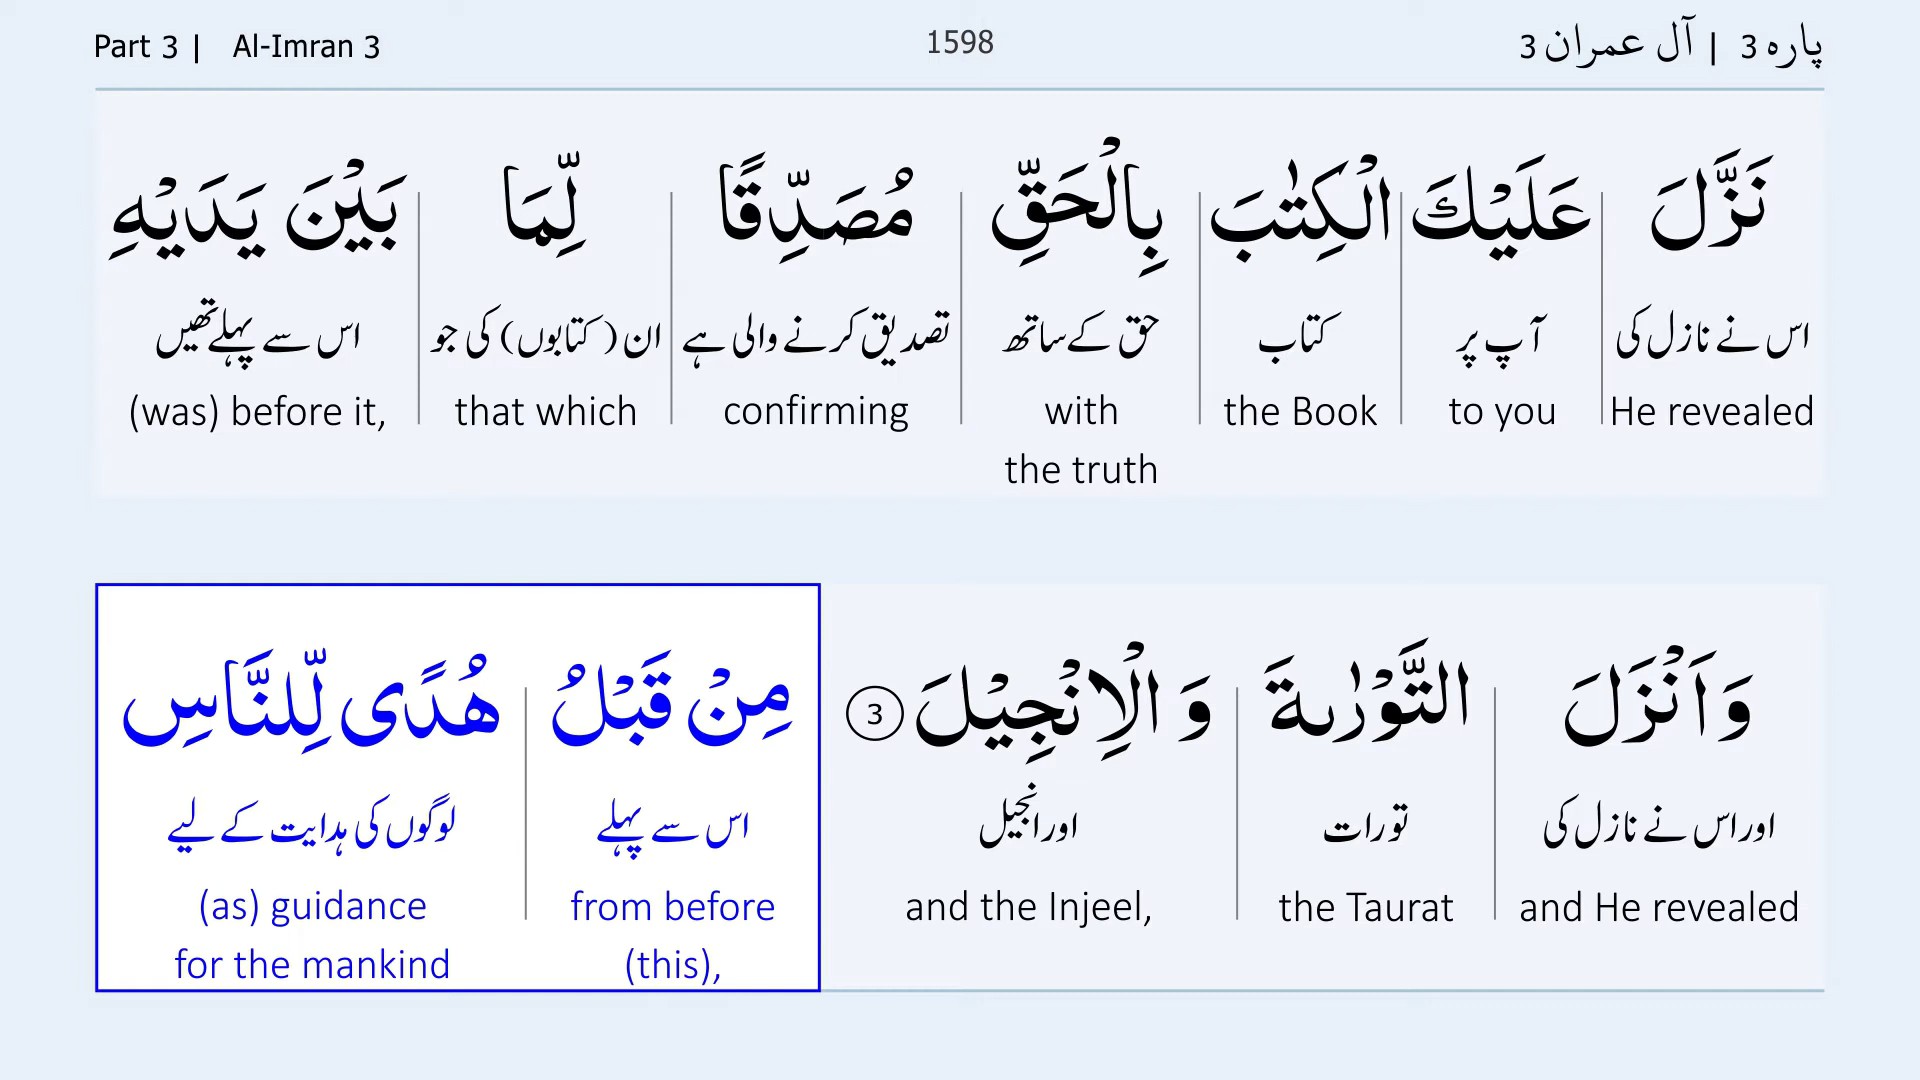 Part 3 | Al-Imran 3
1598
پارہ 3 | آل عمران 3
نَزَّلَ عَلَيْكَ الْكِتٰبَ بِالْحَقِّ مُصَدِّقًا لِّمَا بَيْنَ يَدَيْهِ
اس نے نازل کی آپ پر کتاب حق کے ساتھ تصدیق کرنے والی ہے ان (کتابوں) کی جو اس سے پہلے تھیں
He revealed to you the Book with the truth confirming that which (was) before it,
وَ اَنْزَلَ التَّوْرٰىةَ وَ الْاِنْجِيْلَ 3 مِنْ قَبْلُ هُدًى لِّلنَّاسِ
اور اس نے نازل کی تورات اور انجیل اس سے پہلے لوگوں کی ہدایت کے لیے
and He revealed the Taurat and the Injeel, from before (this), (as) guidance for the mankind